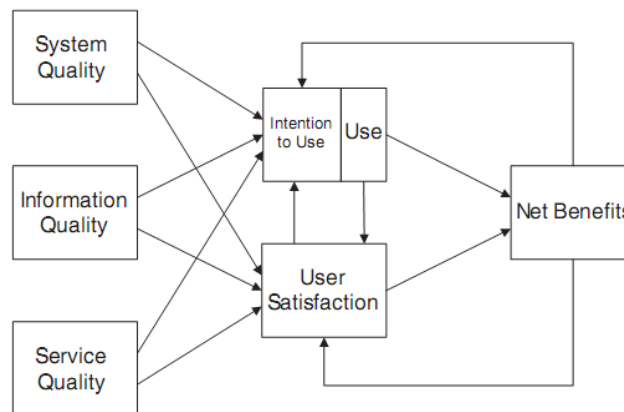 System
Quality
Intention
to Use
Use
Information
Quality
Net Benefits
User
Satisfaction
Service
Quality